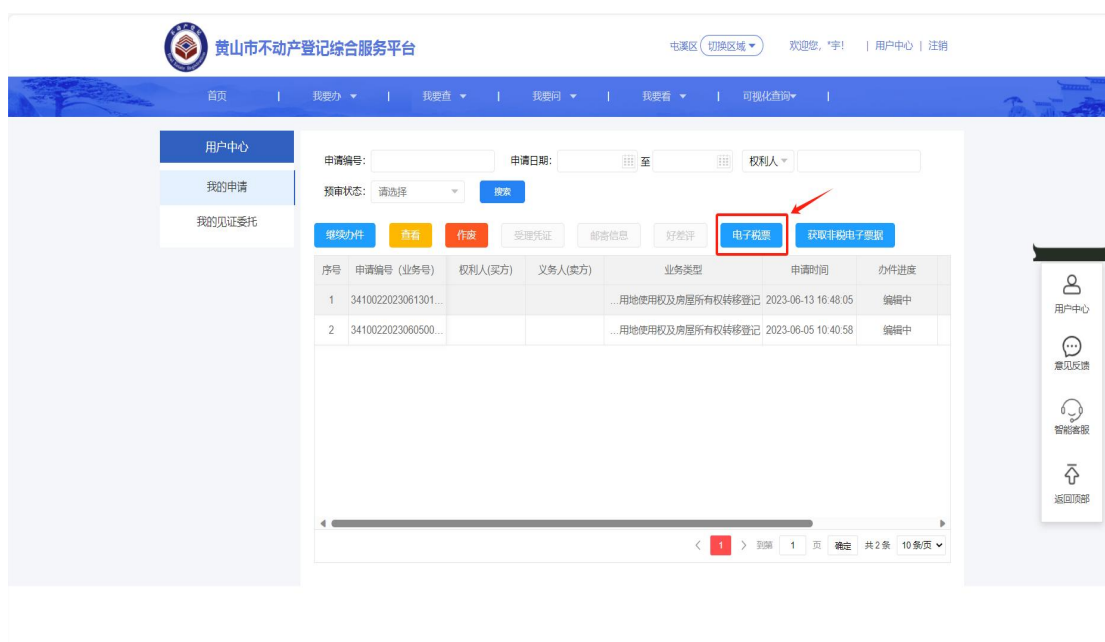 黄山市不动产登记综合服务平台
屯溪区 切换区域 欢迎您, *宇! | 用户中心 | 注销
首页 | 我要办 | 我要查 | 我要问 | 我要看 | 可视化查询 |
用户中心
我的申请
我的见证委托
申请编号: 申请日期: 至 权利人
预审状态: 请选择 搜索
继续办件 查看 作废 受理凭证 邮寄信息 好差评 电子税票 获取非税电子票据
序号 申请编号（业务号） 权利人(买方) 义务人(卖方) 业务类型 申请时间 办件进度
1 3410022023061301... ...用地使用权及房屋所有权转移登记 2023-06-13 16:48:05 编辑中
2 3410022023060500... ...用地使用权及房屋所有权转移登记 2023-06-05 10:40:58 编辑中
1 到第 1 页 确定 共2条 10条/页
用户中心
意见反馈
智能客服
返回顶部